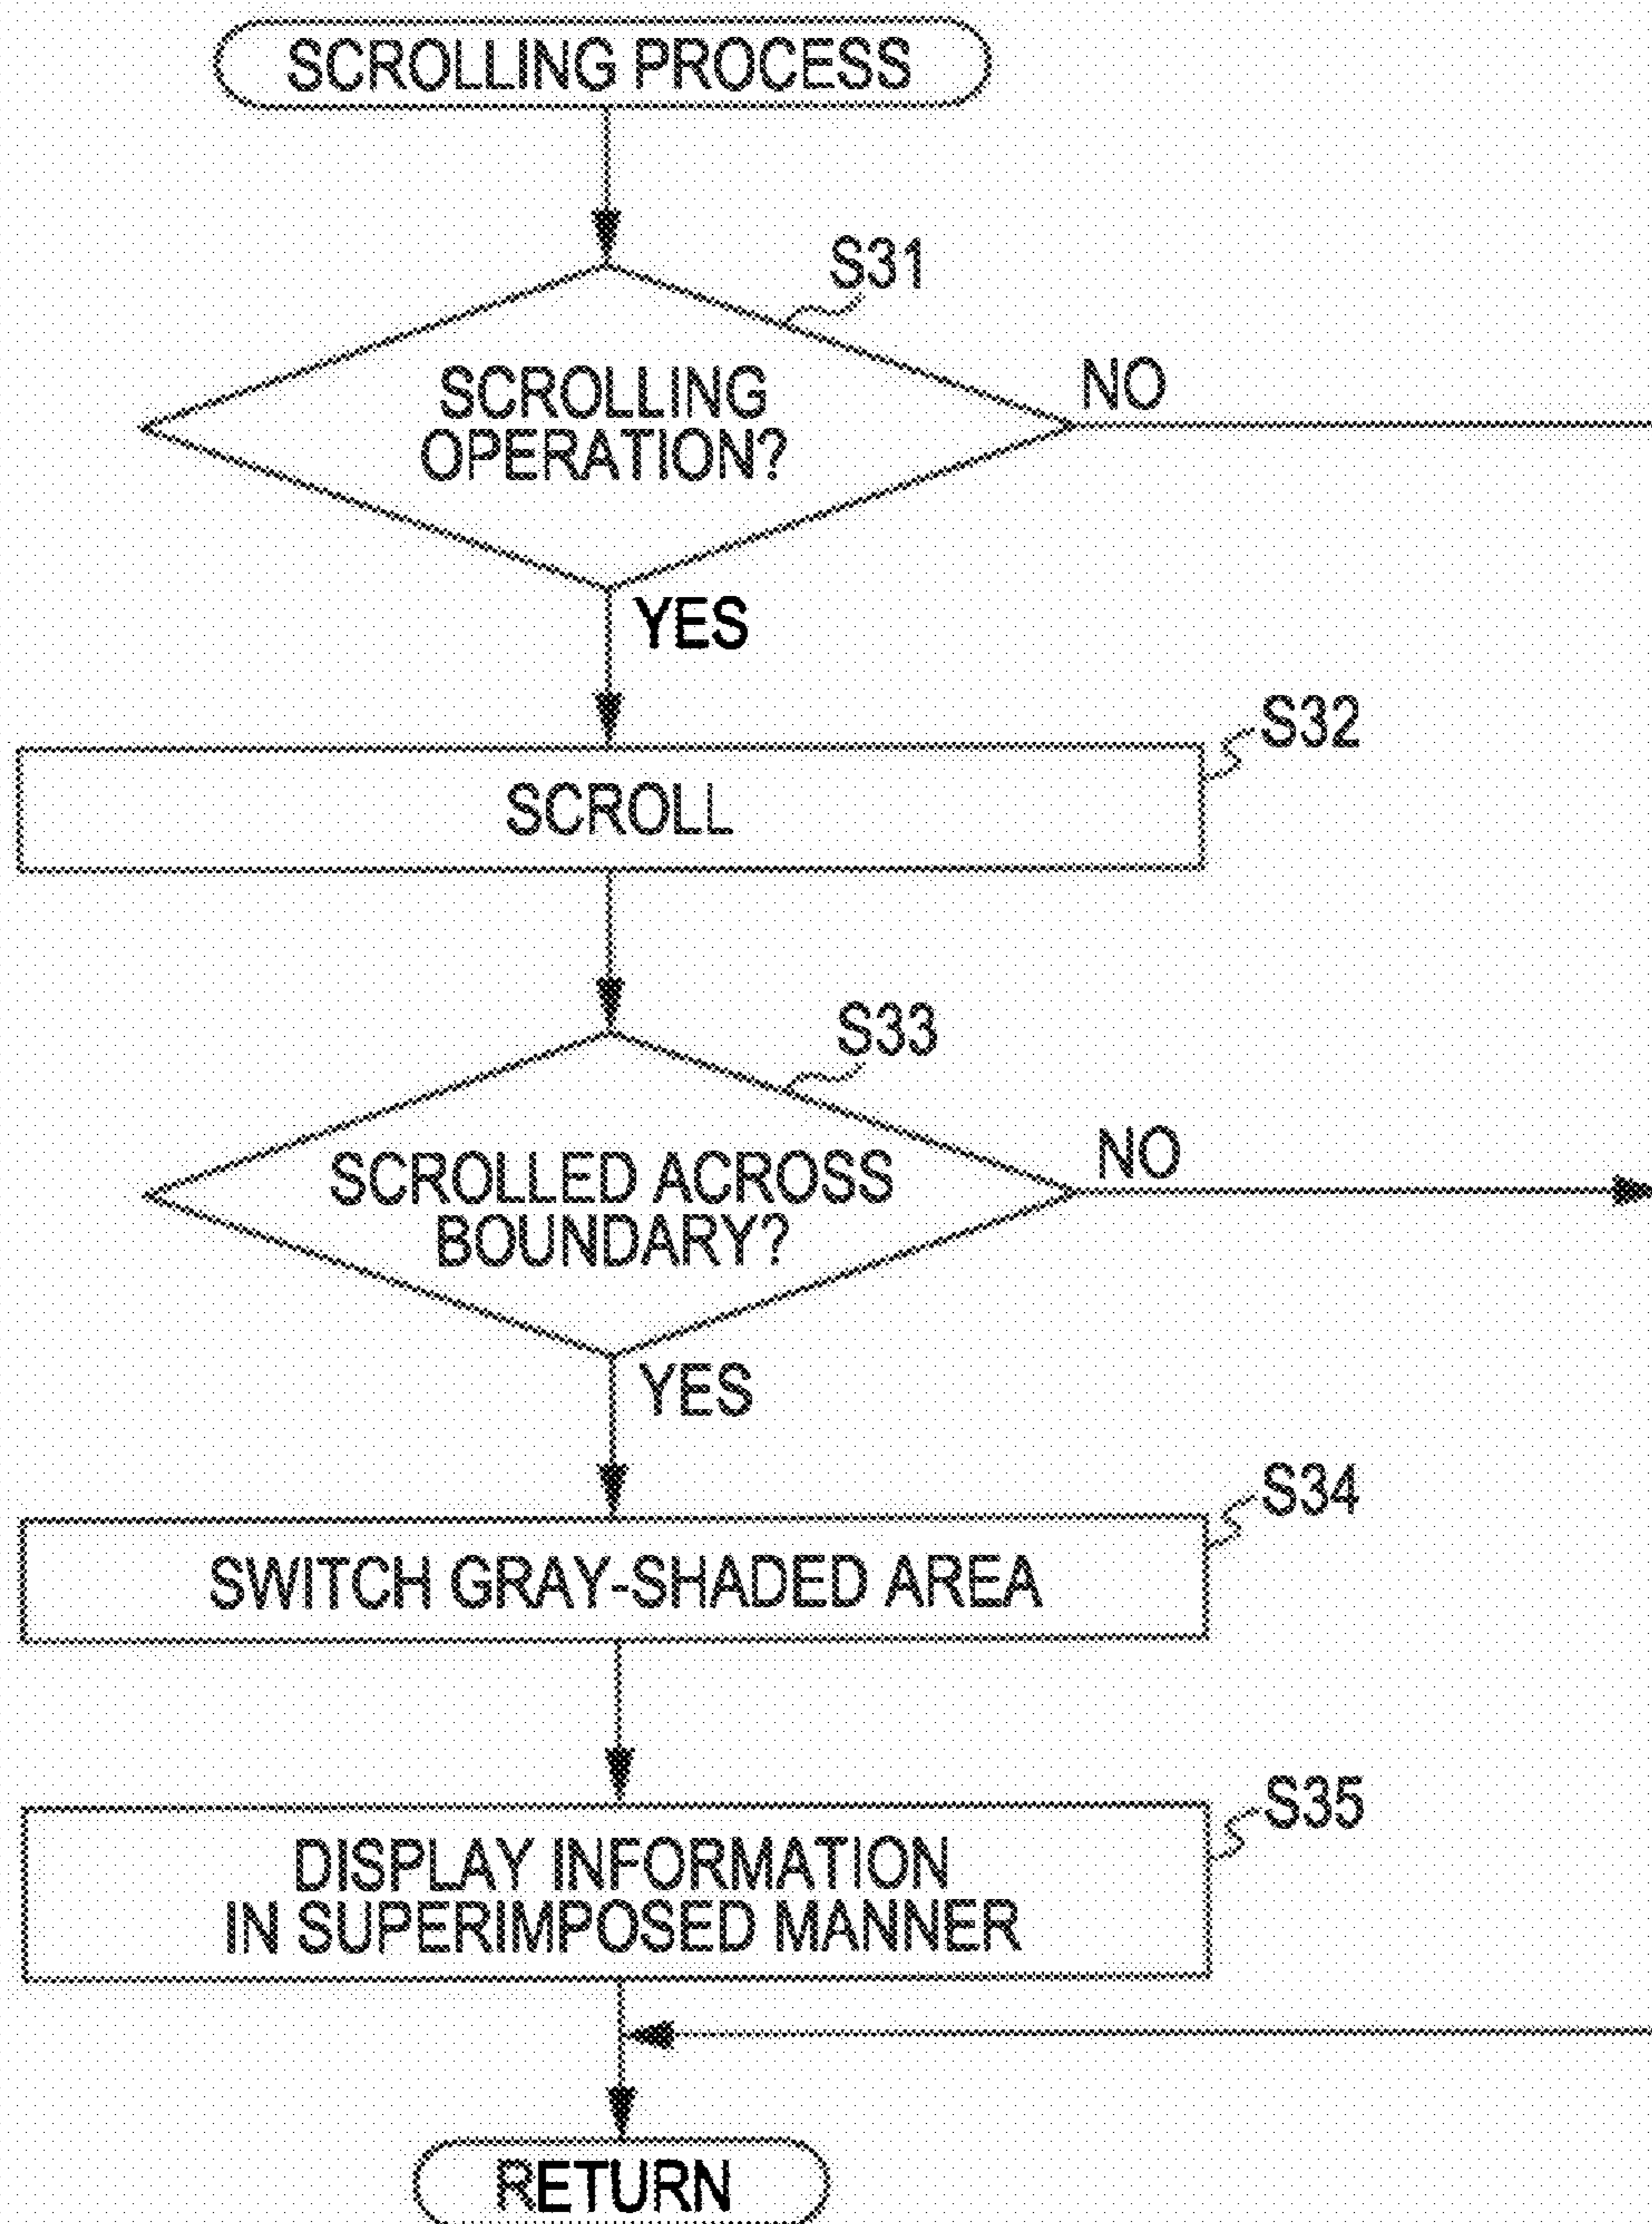 SCROLLING PROCESS
S31
SCROLLING
OPERATION?
NO
YES
S32
SCROLL
S33
SCROLLED ACROSS
BOUNDARY?
NO
YES
S34
SWITCH GRAY-SHADED AREA
S35
DISPLAY INFORMATION
IN SUPERIMPOSED MANNER
RETURN